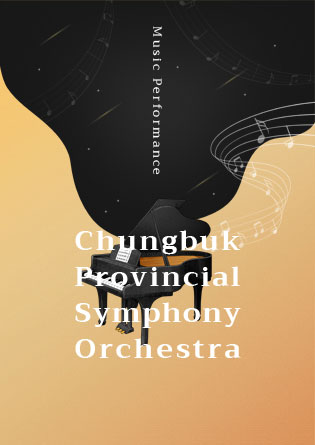 Music Performance
Chungbuk
Provincial
Symphony
Orchestra